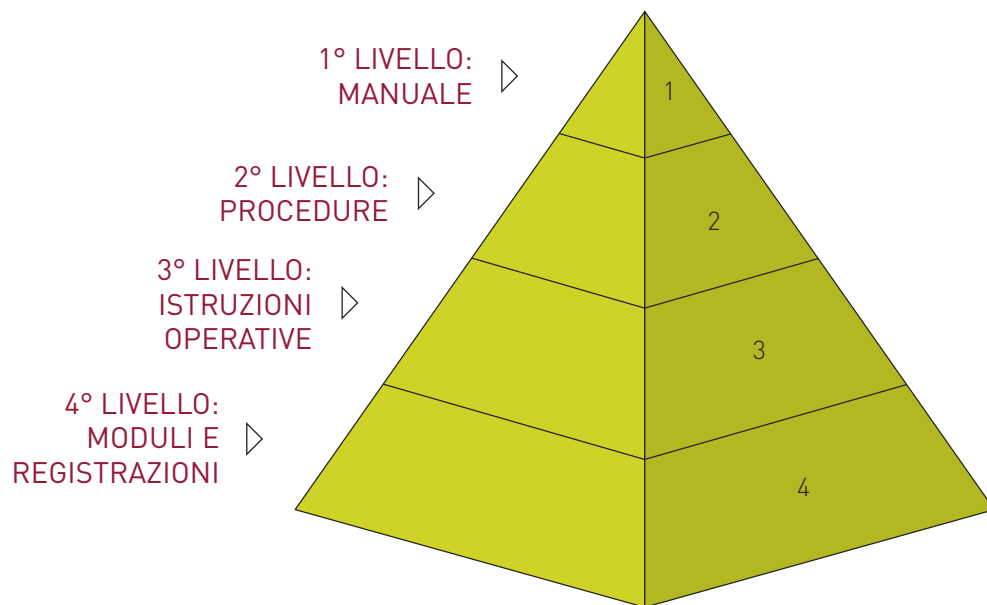 1° LIVELLO:
MANUALE
1
2° LIVELLO:
PROCEDURE
2
3° LIVELLO:
ISTRUZIONI
OPERATIVE
3
4° LIVELLO:
MODULI E
REGISTRAZIONI
4